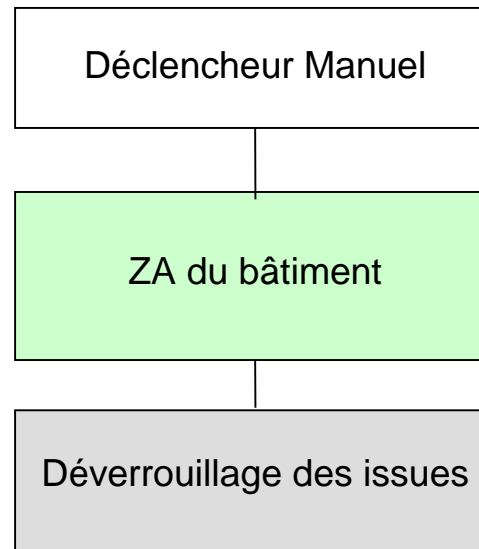 Déclencheur Manuel
ZA du bâtiment
Déverrouillage des issues